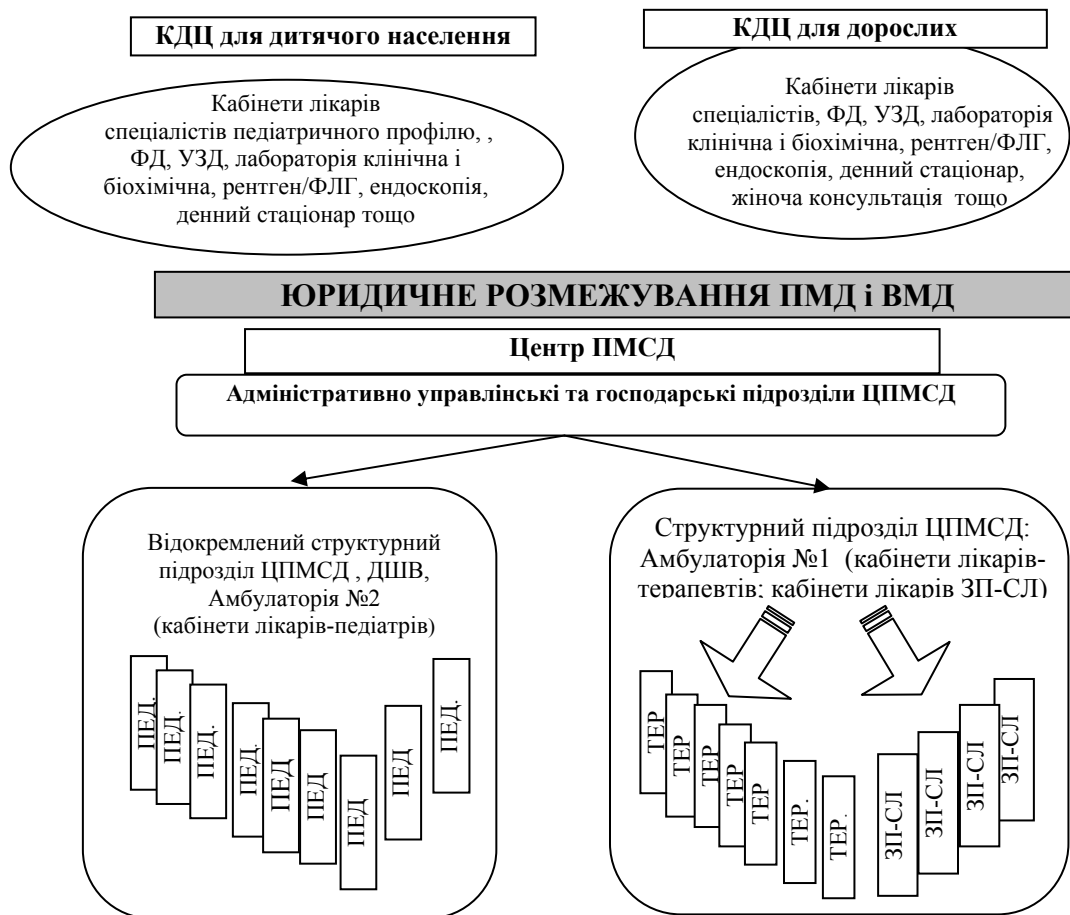 КДЦ для дитячого населення
КДЦ для дорослих
Кабінети лікарів
спеціалістів педіатричного профілю, ,
ФД, УЗД, лабораторія клінічна і
біохімічна, рентген/ФЛГ, ендоскопія,
денний стаціонар тощо
Кабінети лікарів
спеціалістів, ФД, УЗД, лабораторія
клінічна і біохімічна, рентген/ФЛГ,
ендоскопія, денний стаціонар,
жіноча консультація тощо
ЮРИДИЧНЕ РОЗМЕЖУВАННЯ ПМД і ВМД
Центр ПМСД
Адміністративно управлінські та господарські підрозділи ЦПМСД
Відокремлений структурний
підрозділ ЦПМСД , ДШВ,
Амбулаторія №2
(кабінети лікарів-педіатрів)
Структурний підрозділ ЦПМСД:
Амбулаторія №1 (кабінети лікарів-
терапевтів; кабінети лікарів ЗП-СЛ)
ПЕД.
ПЕД.
ПЕД.
ПЕД.
ПЕД
ПЕД
ПЕД
ПЕД
ПЕД.
ТЕР
ТЕР
ТЕР
ТЕР
ТЕР
ТЕР.
ТЕР.
ЗП-СЛ
ЗП-СЛ
ЗП-СЛ
ЗП-СЛ